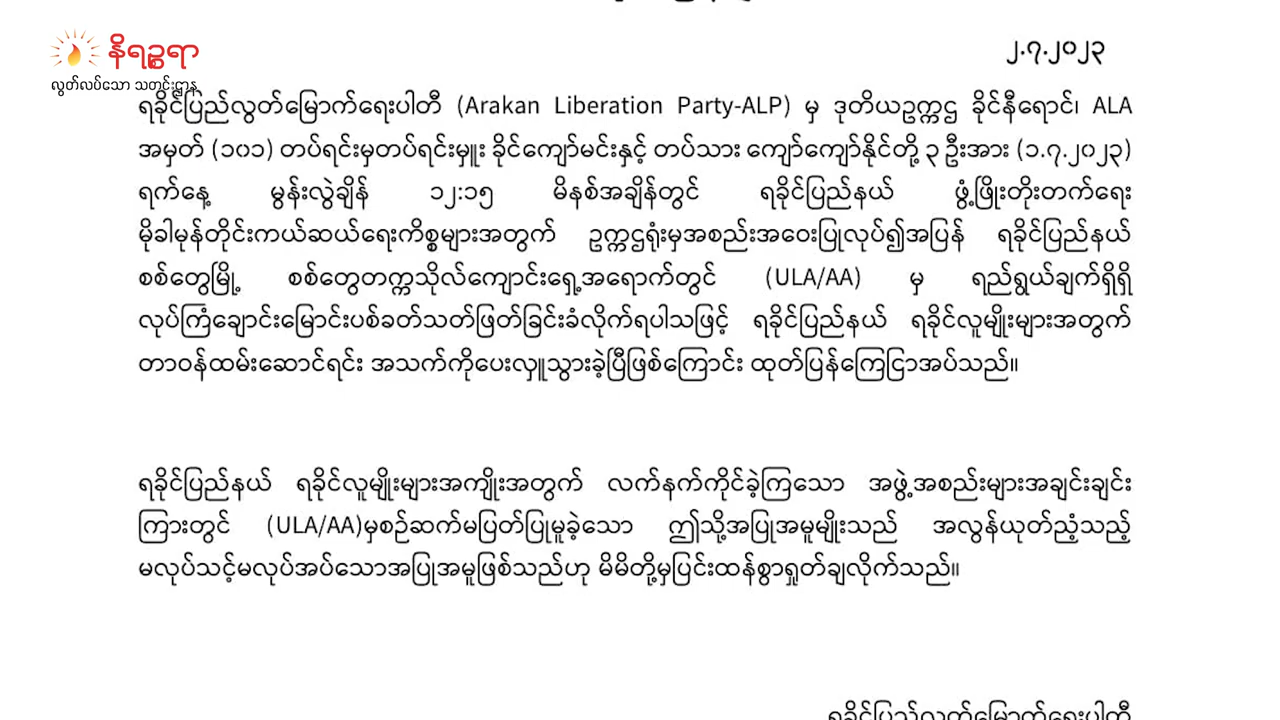 နိရဉ္စရာ
လွတ်လပ်သော သတင်းဌာန
၂.၇.၂၀၂၃
ရခိုင်ပြည်လွတ်မြောက်ရေးပါတီ (Arakan Liberation Party-ALP) မှ ဒုတိယဥက္ကဌ ခိုင်နီရောင်၊ ALA
အမှတ် (၁၀၁) တပ်ရင်းမှတပ်ရင်းမှူး ခိုင်ကျော်မင်းနှင့် တပ်သား ကျော်ကျော်နိုင်တို့ ၃ ဦးအား (၁.၇.၂၀၂၃)
ရက်နေ့ မွန်းလွဲချိန် ၁၂:၁၅ မိနစ်အချိန်တွင် ရခိုင်ပြည်နယ် ဖွံ့ဖြိုးတိုးတက်ရေး
မိုခါမုန်တိုင်းကယ်ဆယ်ရေးကိစ္စများအတွက် ဥက္ကဌရုံးမှအစည်းအဝေးပြုလုပ်၍အပြန် ရခိုင်ပြည်နယ်
စစ်တွေမြို့ စစ်တွေတက္ကသိုလ်ကျောင်းရှေ့အရောက်တွင် (ULA/AA) မှ ရည်ရွယ်ချက်ရှိရှိ
လုပ်ကြံချောင်းမြောင်းပစ်ခတ်သတ်ဖြတ်ခြင်းခံလိုက်ရပါသဖြင့် ရခိုင်ပြည်နယ် ရခိုင်လူမျိုးများအတွက်
တာဝန်ထမ်းဆောင်ရင်း အသက်ကိုပေးလှူသွားခဲ့ပြီဖြစ်ကြောင်း ထုတ်ပြန်ကြေငြာအပ်သည်။
ရခိုင်ပြည်နယ် ရခိုင်လူမျိုးများအကျိုးအတွက် လက်နက်ကိုင်ခဲ့ကြသော အဖွဲ့အစည်းများအချင်းချင်း
ကြားတွင် (ULA/AA)မှစဉ်ဆက်မပြတ်ပြုမူခဲ့သော ဤသို့အပြုအမူမျိုးသည် အလွန်ယုတ်ညံ့သည့်
မလုပ်သင့်မလုပ်အပ်သောအပြုအမူဖြစ်သည်ဟု မိမိတို့မှပြင်းထန်စွာရှုတ်ချလိုက်သည်။
ရခိုင်ပြည်လွတ်မြောက်ရေးပါတီ